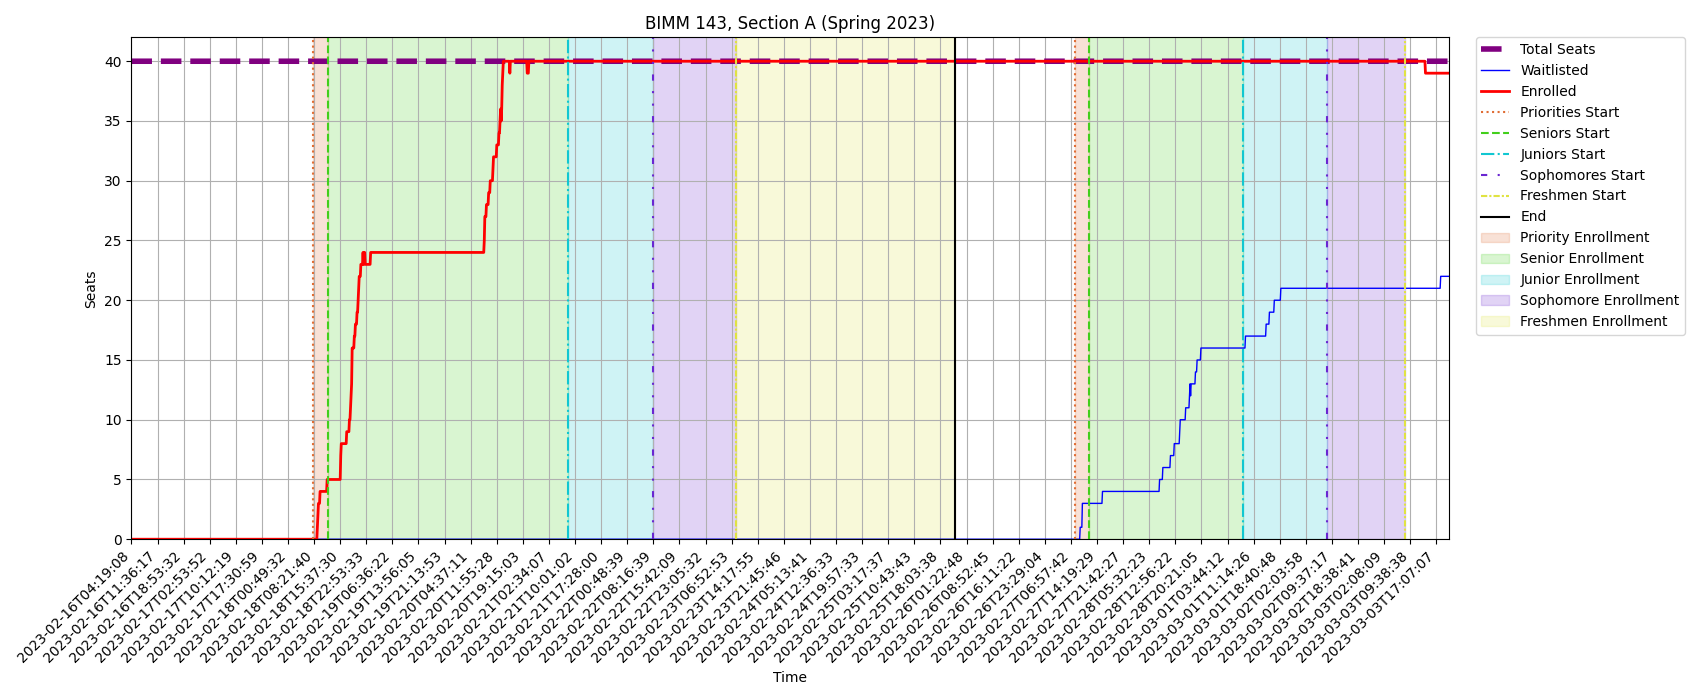 BIMM 143, Section A (Spring 2023)
Seats
40
35
30
25
20
15
10
5
0
2023-02-16T04:19:08
2023-02-16T11:36:17
2023-02-16T18:53:32
2023-02-17T02:53:52
2023-02-17T10:12:19
2023-02-17T17:30:59
2023-02-18T00:49:32
2023-02-18T08:21:40
2023-02-18T15:37:30
2023-02-18T22:53:33
2023-02-19T06:36:22
2023-02-19T13:56:05
2023-02-19T21:13:53
2023-02-20T04:37:11
2023-02-20T11:55:28
2023-02-20T19:15:03
2023-02-21T02:34:07
2023-02-21T10:01:02
2023-02-21T17:28:00
2023-02-22T00:48:39
2023-02-22T08:16:39
2023-02-22T15:42:09
2023-02-22T23:05:32
2023-02-23T06:52:53
2023-02-23T14:17:55
2023-02-23T21:45:46
2023-02-24T05:13:41
2023-02-24T12:36:33
2023-02-24T19:57:33
2023-02-25T03:17:37
2023-02-25T10:43:43
2023-02-25T18:03:38
2023-02-26T01:22:48
2023-02-26T08:52:45
2023-02-26T16:11:22
2023-02-26T23:29:04
2023-02-27T06:57:42
2023-02-27T14:19:29
2023-02-27T21:42:27
2023-02-28T05:32:23
2023-02-28T12:56:22
2023-02-28T20:21:05
2023-03-01T03:44:12
2023-03-01T11:14:26
2023-03-01T18:40:48
2023-03-02T02:03:58
2023-03-02T09:37:17
2023-03-02T18:38:41
2023-03-03T02:08:09
2023-03-03T09:38:38
2023-03-03T17:07:07
Time
Total Seats
Waitlisted
Enrolled
Priorities Start
Seniors Start
Juniors Start
Sophomores Start
Freshmen Start
End
Priority Enrollment
Senior Enrollment
Junior Enrollment
Sophomore Enrollment
Freshmen Enrollment